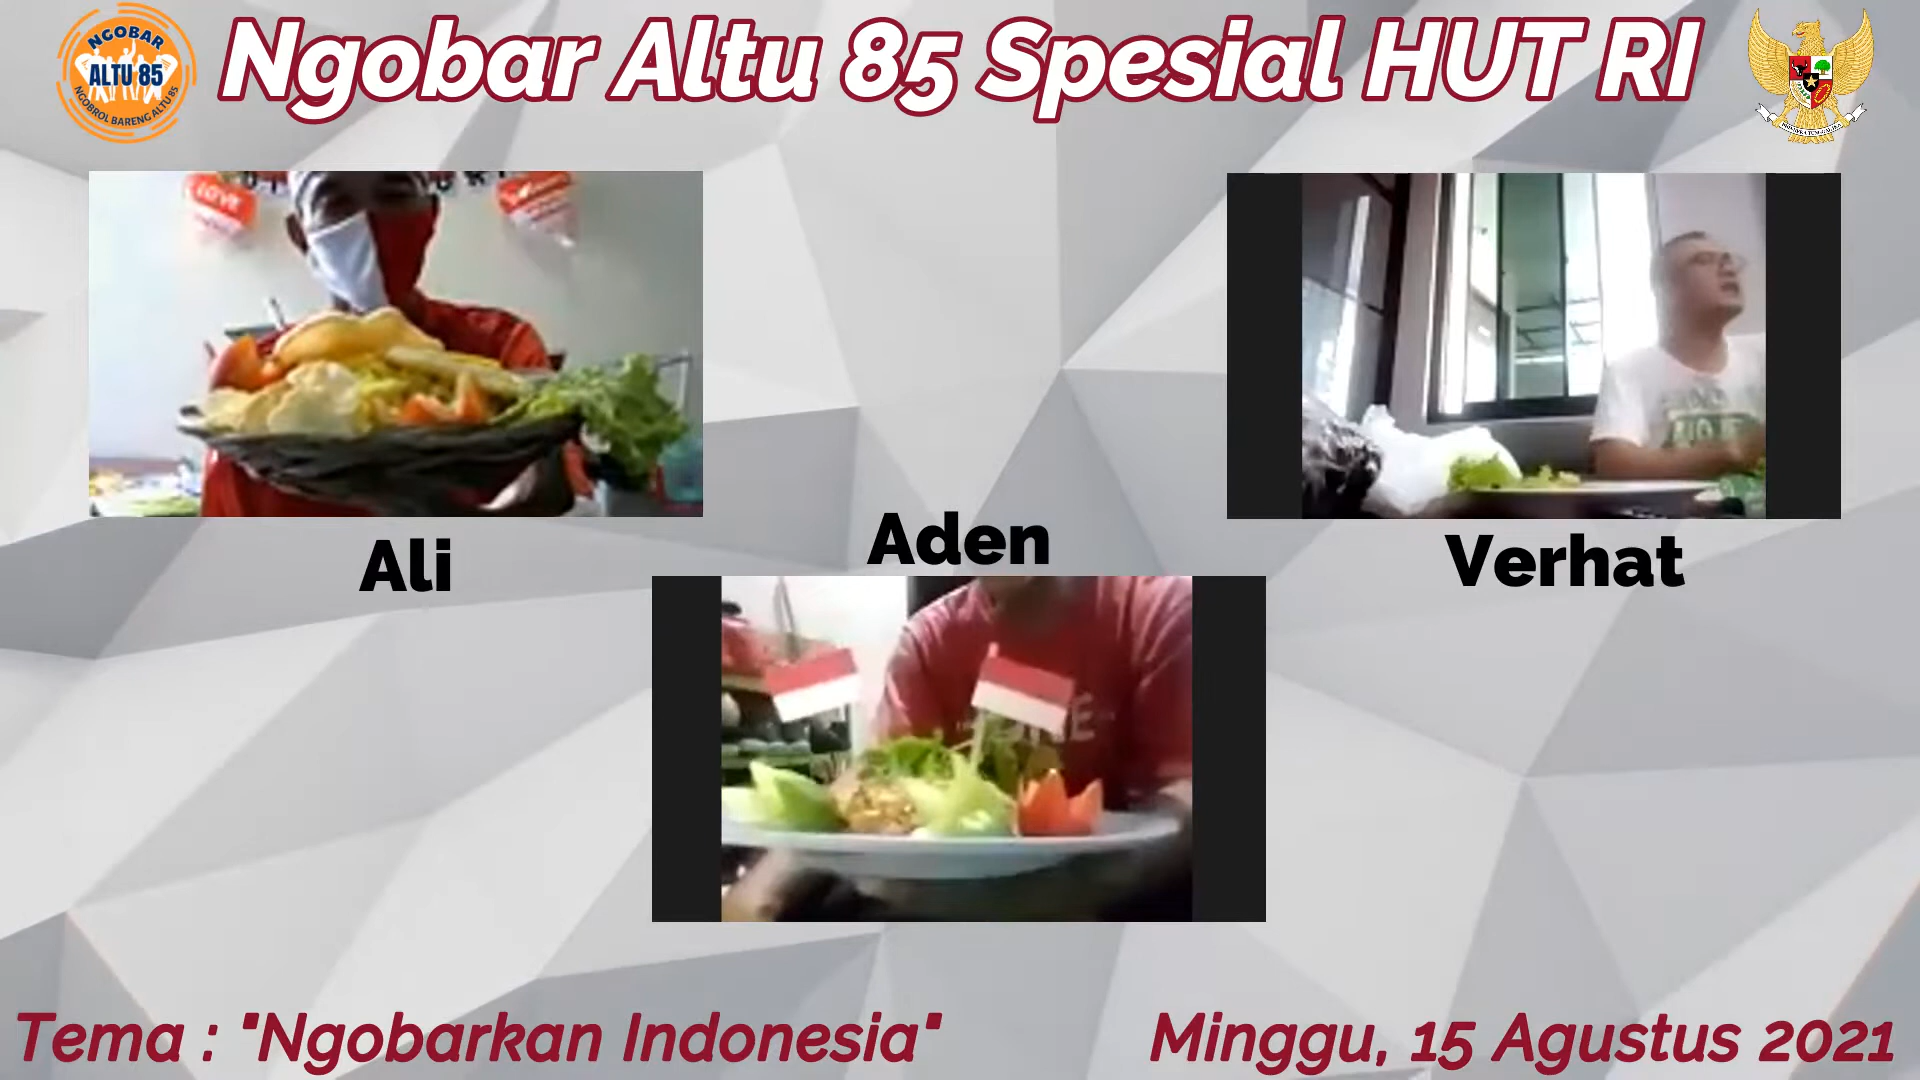 NGOBAR
ALTU 85
NGOBROL BARENG ALTU 85
Ngobar Altu 85 Spesial HUT RI
LOVE
Ali
Aden
Verhat
Tema : "Ngobarkan Indonesia"
Minggu, 15 Agustus 2021